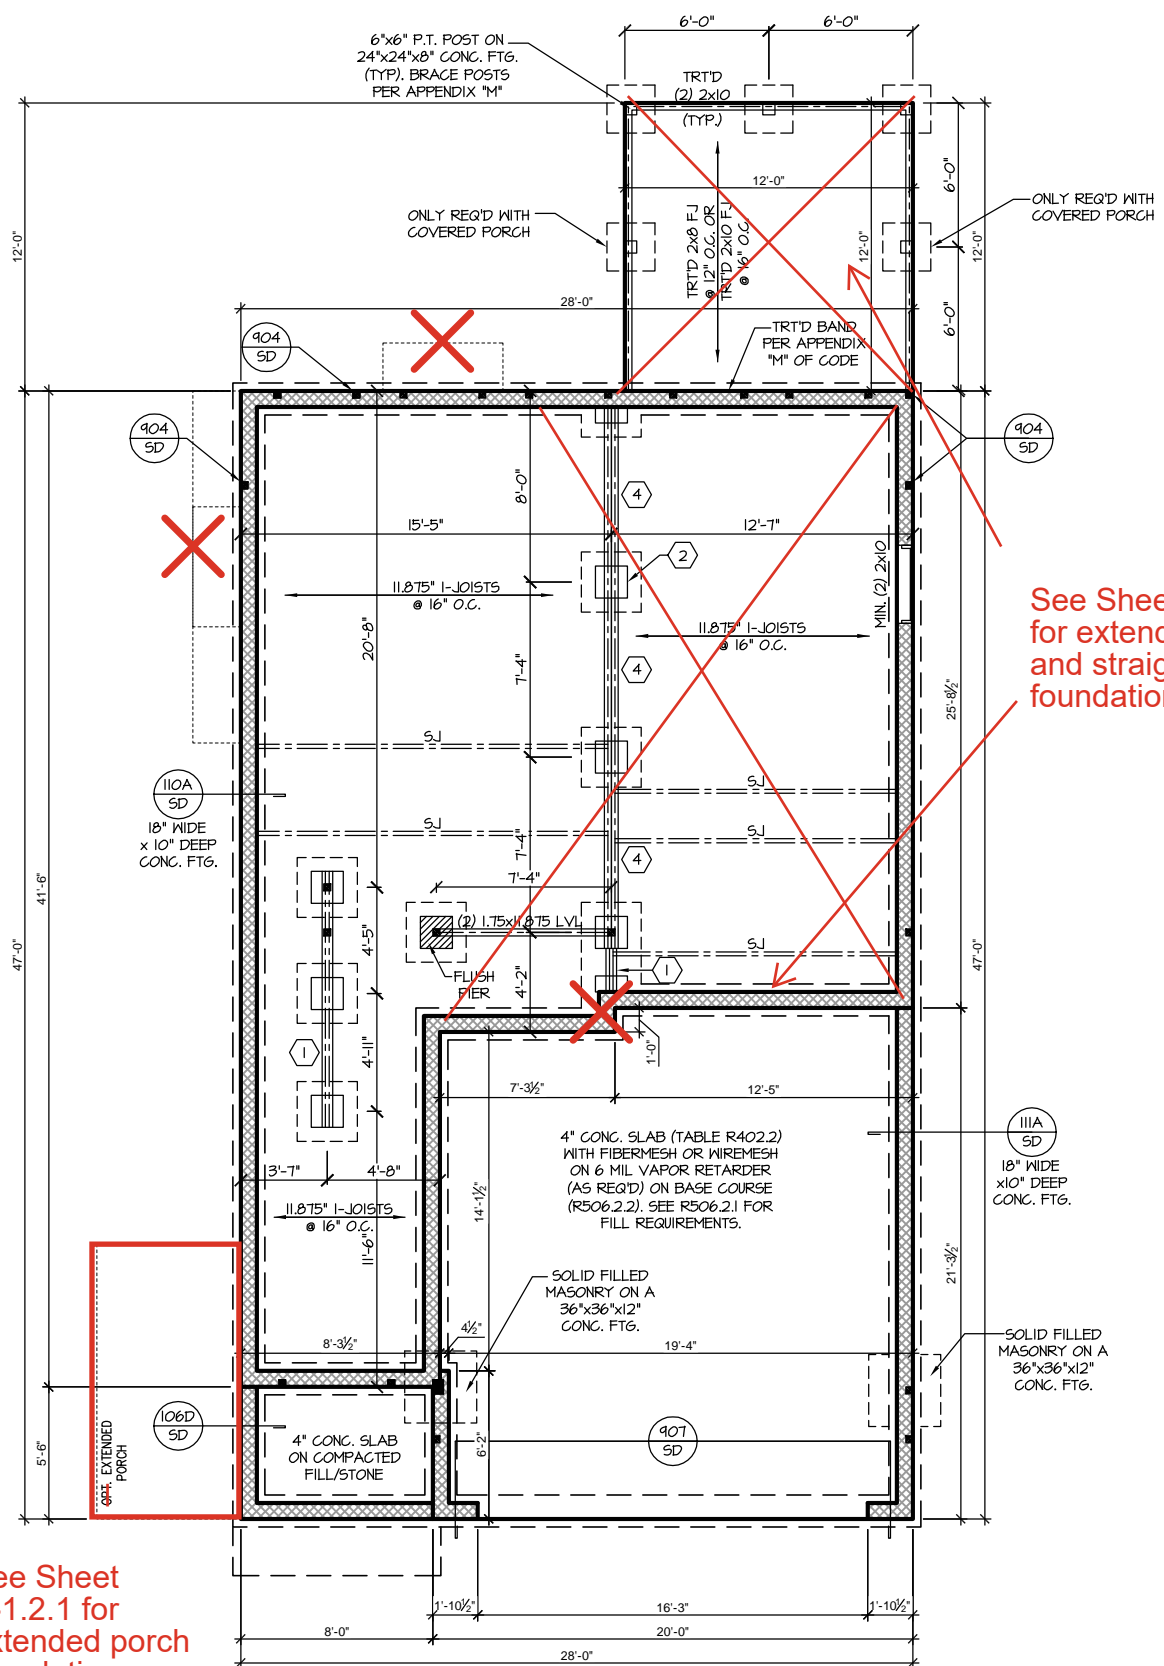 6'-0"
6'-0"
6"x6" P.T. POST ON
24"x24"x8" CONC. FTG.
(TYP). BRACE POSTS
PER APPENDIX "M"
TRT'D
(2) 2x10
(TYP.)
12'-0"
12'-0"
6'-0"
ONLY REQ'D WITH
COVERED PORCH
ONLY REQ'D WITH
COVERED PORCH
TRT'D 2x8 FJ
@ 12" O.C. OR
TRT'D 2x10 FJ
@ 16" O.C.
12'-0"
12'-0"
6'-0"
28'-0"
TRT'D BAND
PER APPENDIX
"M" OF CODE
904
SD
904
SD
904
SD
8'-0"
4
15'-5"
12'-7"
2
MIN. (2) 2x10
11.875" I-JOISTS
@ 16" O.C.
11.875" I-JOISTS
@ 16" O.C.
20'-8"
7'-4"
4
See Shee
for extend
and straig
foundation
25'-8½"
SJ
SJ
110A
SD
18" WIDE
x 10" DEEP
CONC. FTG.
SJ
SJ
7'-4"
4
7'-4"
41'-6"
47'-0"
47'-0"
(2) 1.75x11.875 LVL
4'-5"
SJ
FLUSH
PIER
4'-2"
1
1
4'-11"
1'-0"
7'-3½"
12'-5"
4" CONC. SLAB (TABLE R402.2)
WITH FIBERMESH OR WIREMESH
ON 6 MIL VAPOR RETARDER
(AS REQ'D) ON BASE COURSE
(R506.2.2). SEE R506.2.1 FOR
FILL REQUIREMENTS.
111A
SD
18" WIDE
x10" DEEP
CONC. FTG.
3'-7"
4'-8"
14'-1½"
11.875" I-JOISTS
@ 16" O.C.
11'-6"
21'-3½"
SOLID FILLED
MASONRY ON A
36"x36"x12"
CONC. FTG.
4½"
8'-3½"
19'-4"
SOLID FILLED
MASONRY ON A
36"x36"x12"
CONC. FTG.
106D
SD
OPT. EXTENDED
PORCH
5'-6"
4" CONC. SLAB
ON COMPACTED
FILL/STONE
6'-2"
907
SD
ee Sheet
1.2.1 for
xtended porch
1'-10½"
16'-3"
1'-10½"
8'-0"
20'-0"
28'-0"